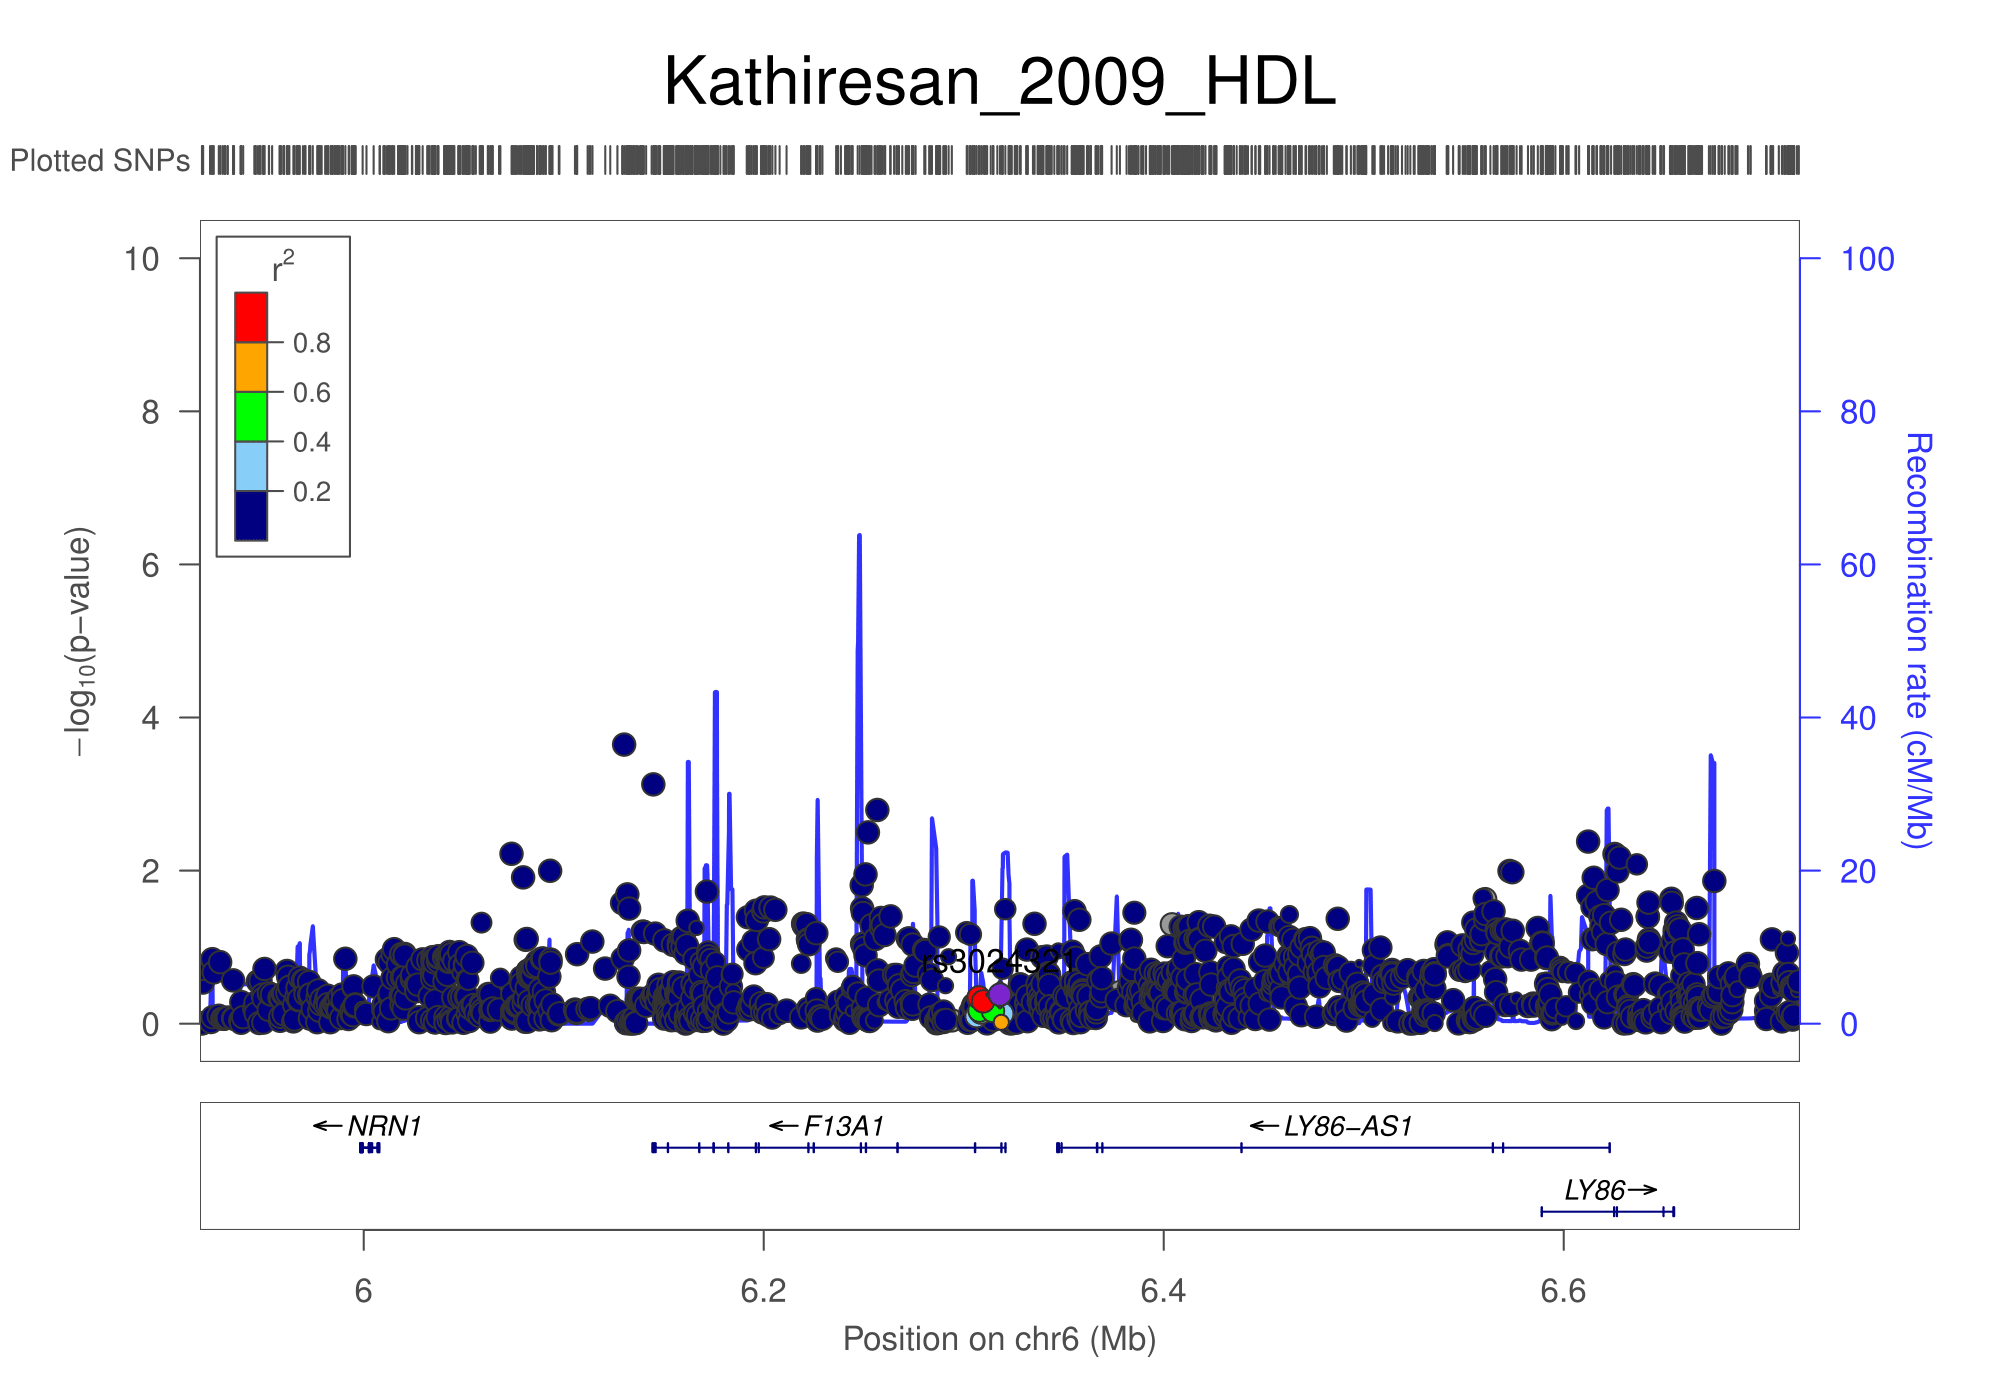 Kathiresan_2009_HDL
Plotted SNPs
r2
0.8
0.6
0.4
0.2
10
8
6
4
2
0
−log10(p−value)
100
80
60
40
20
0
Recombination rate (cM/Mb)
rs3024321
←NRN1
←F13A1
←LY86−AS1
LY86→
6
6.2
6.4
6.6
Position on chr6 (Mb)